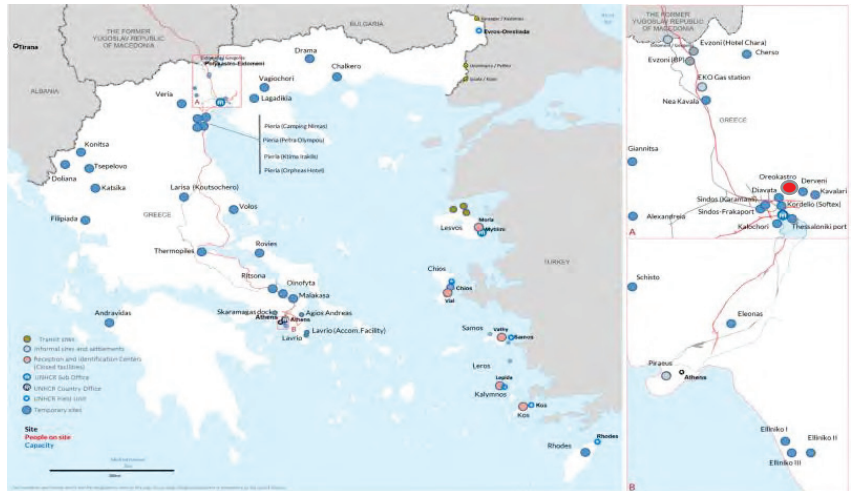 THE FORMER
YUGOSLAV REPUBLIC
OF MACEDONIA
BULGARIA
Tirana
ALBANIA
Evros-Orestiada
Drama
Chalkero
Vagiochori
Lagadikia
Veria
A
Pieria (Camping Nireas)
Pieria (Petra Olympou)
Pieria (Ktima Iraklis)
Pieria (Orpheas Hotel)
Konitsa
Doliana
Tsepelovo
Katsika
Filipiada
Larisa (Koutsochero)
Volos
GREECE
Thermopiles
Rovies
Ritsona
Oinofyta
Malakasa
Skaramagas dock
Agios Andreas
Athens
Athens
Lavrio
Lavrio (Accom. Facility)
Andravidas
Lesvos
Moria
Mytilini
Chios
Chios
Vial
TURKEY
Samos
Vathy
Samos
Leros
Lepida
Kalymnos
Kos
Kos
Rhodes
Rhodes
Transit sites
Informal sites and settlements
Reception and Identification Centers
(Closed facilities)
UNHCR Sub Office
UNHCR Country Office
UNHCR Field Unit
Temporary sites
Site
People on site
Capacity
THE FORMER
YUGOSLAV REPUBLIC
OF MACEDONIA
Evzoni (Hotel Chara)
Evzoni (BP)
Cherso
EKO Gas station
Nea Kavala
GREECE
Giannitsa
Oreokastro
Derveni
Diavata
Kavalari
Sindos (Karamanli)
Kordelio (Softex)
Sindos-Frakaport
Alexandreia
Kalochori
Thessaloniki port
A
Schisto
Eleonas
Piraeus
Athens
Elliniko I
Elliniko II
Elliniko III
B